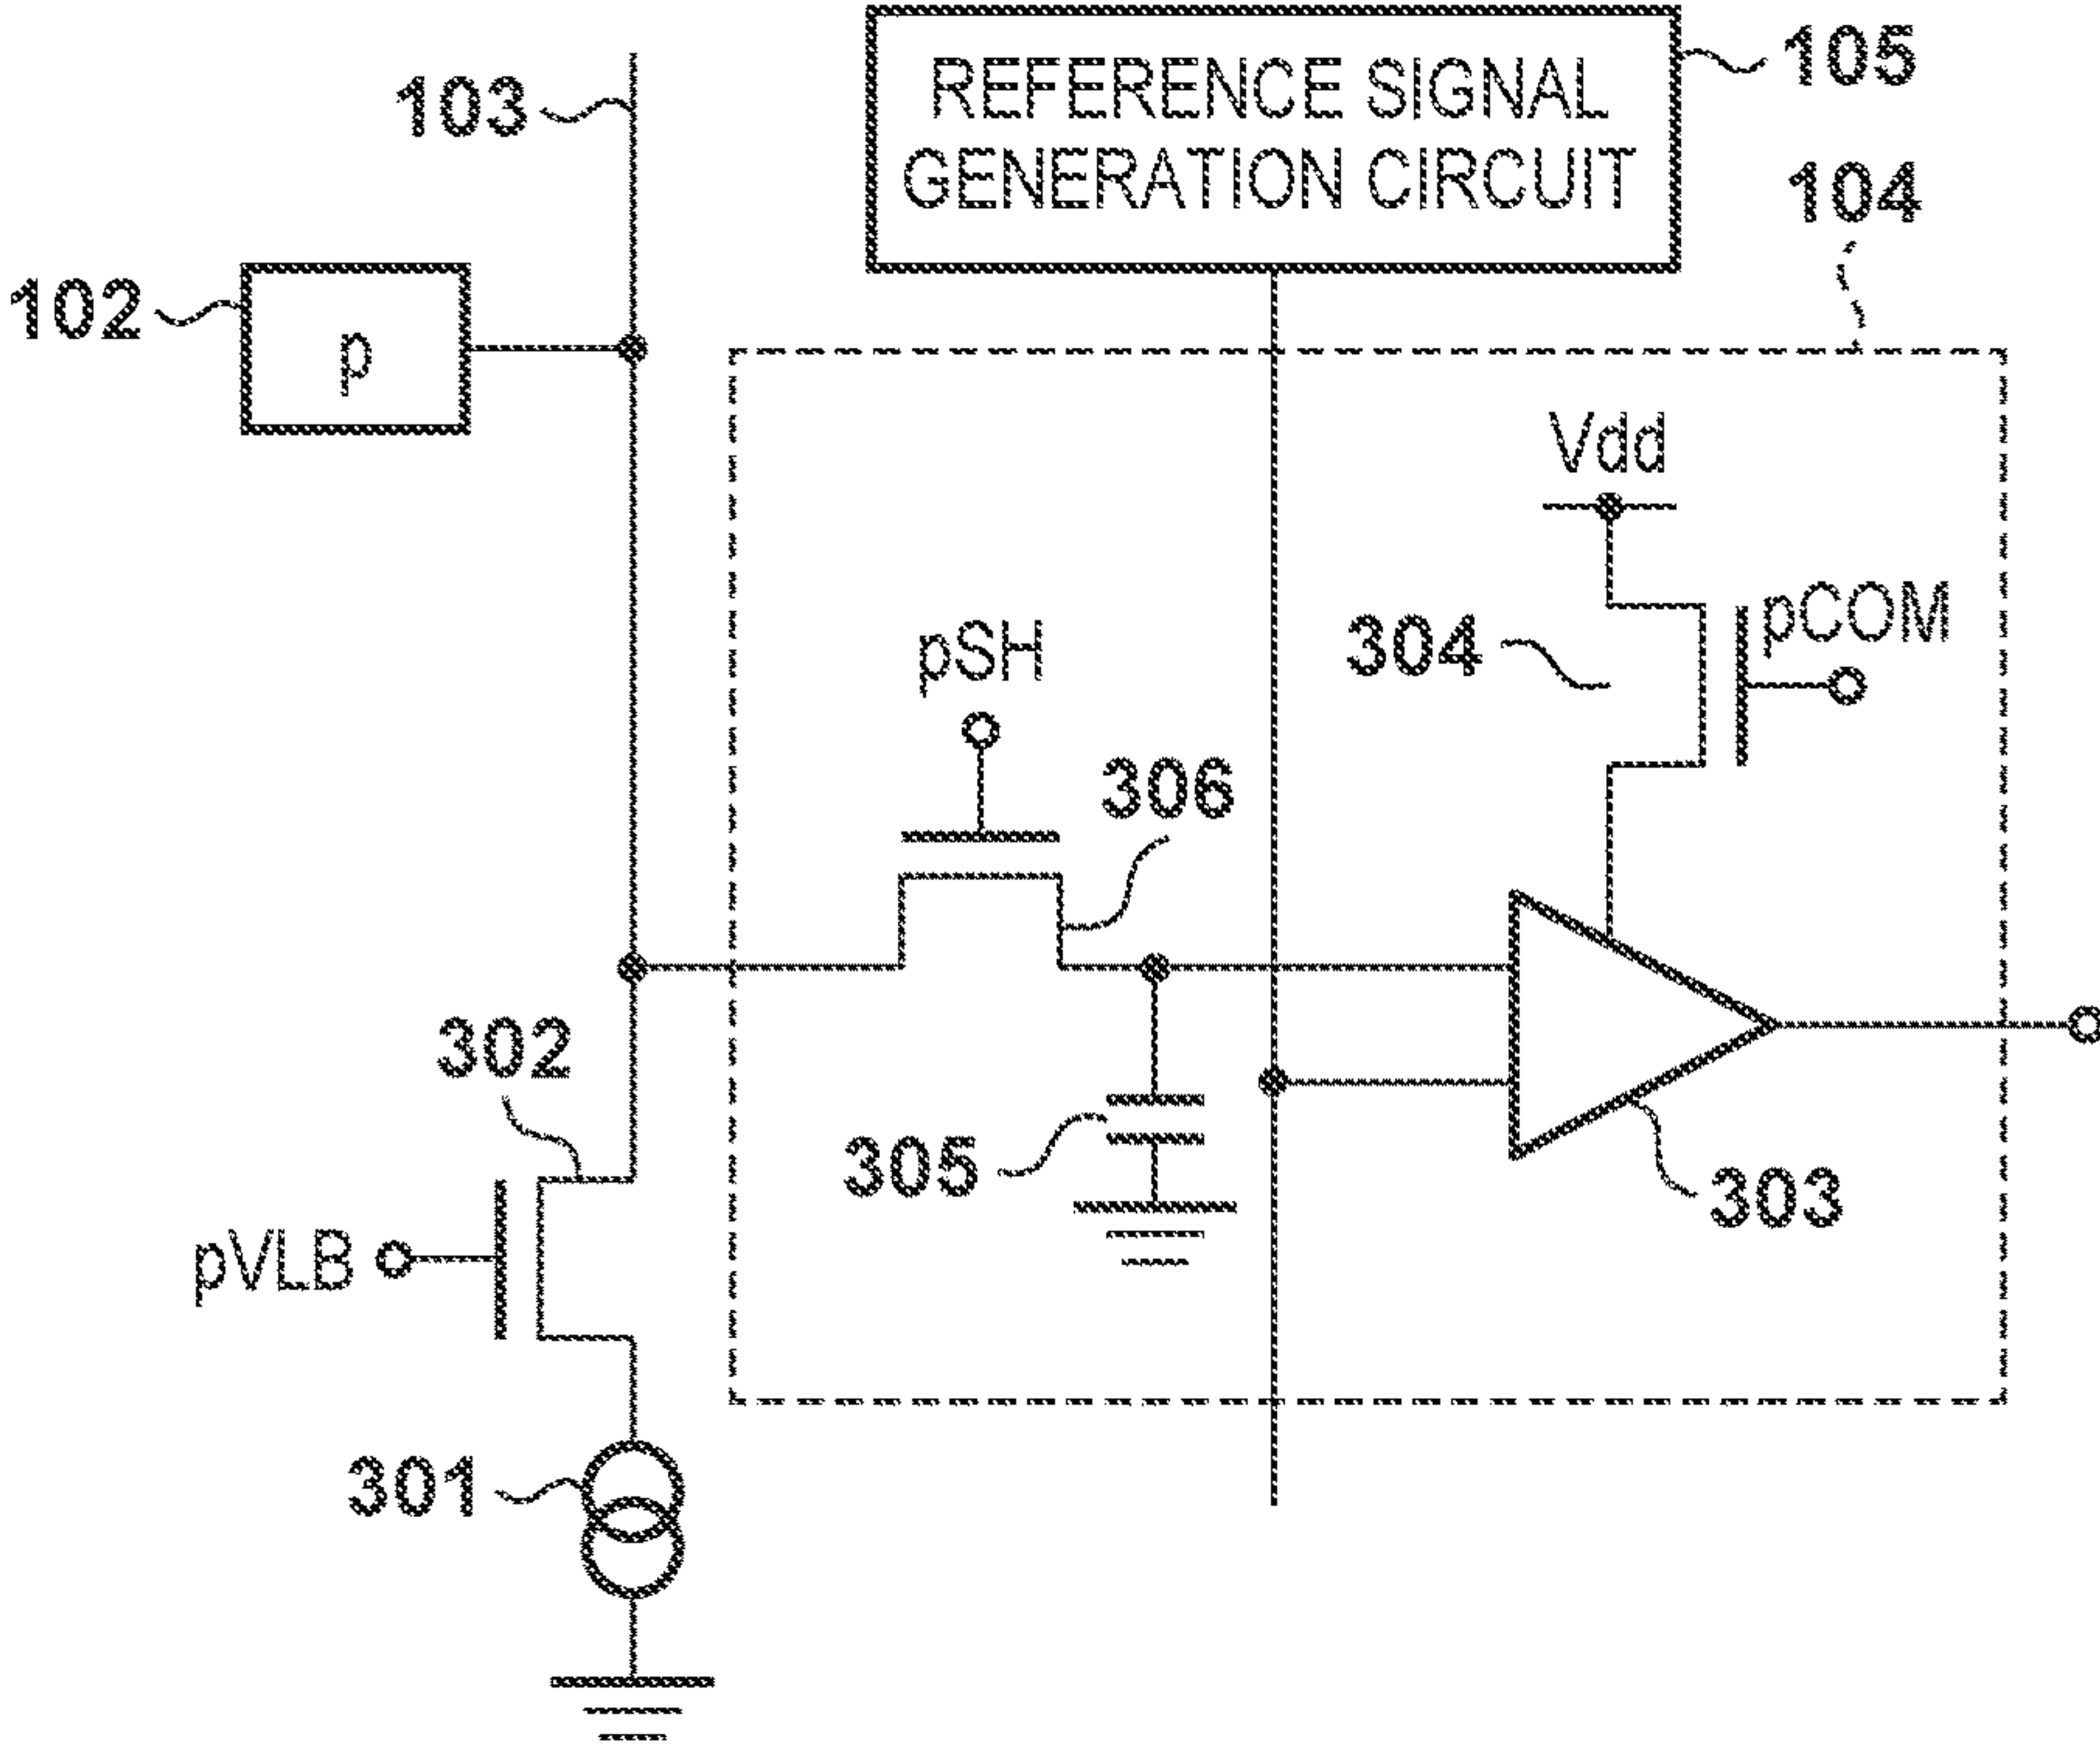 REFERENCE SIGNAL
GENERATION CIRCUIT
105
103
104
102
p
Vdd
pCOM
304
pSH
306
302
305
303
pVLB
301